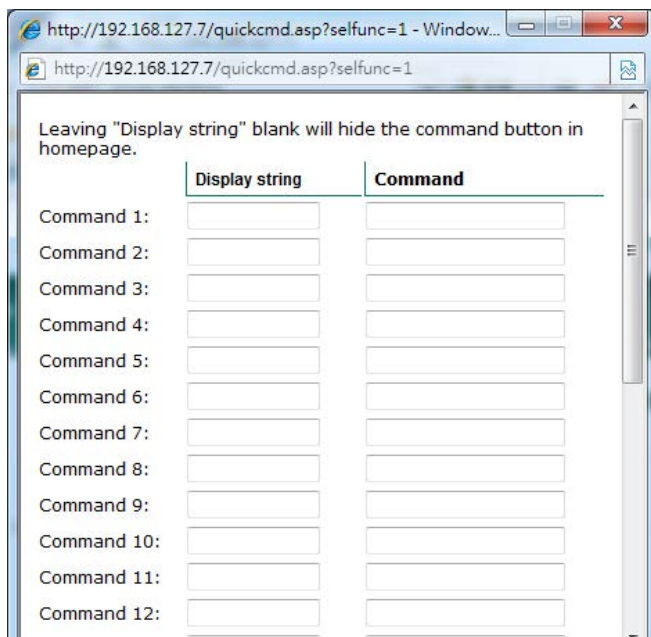 http://192.168.127.7/quickcmd.asp?selfunc=1 - Window...
http://192.168.127.7/quickcmd.asp?selfunc=1
Leaving "Display string" blank will hide the command button in
homepage.
Display string Command
Command 1:
Command 2:
Command 3:
Command 4:
Command 5:
Command 6:
Command 7:
Command 8:
Command 9:
Command 10:
Command 11:
Command 12: